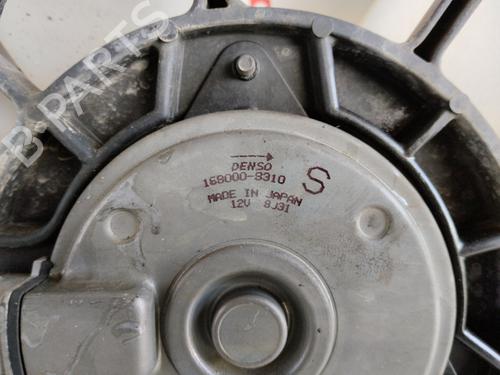 DENSO
168000-8310
S
MADE IN JAPAN
12V 8J31
B-PARTS